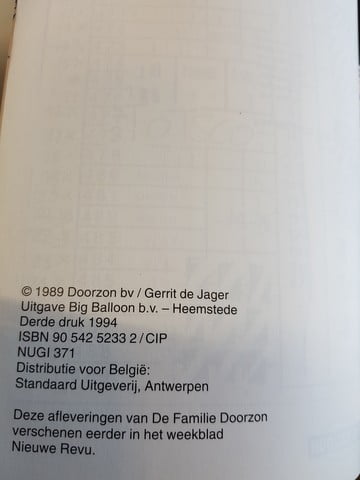 © 1989 Doorzon bv / Gerrit de Jager
Uitgave Big Balloon b.v. – Heemstede
Derde druk 1994
ISBN 90 542 5233 2 / CIP
NUGI 371
Distributie voor België:
Standaard Uitgeverij, Antwerpen
Deze afleveringen van De Familie Doorzon
verschenen eerder in het weekblad
Nieuwe Revu.